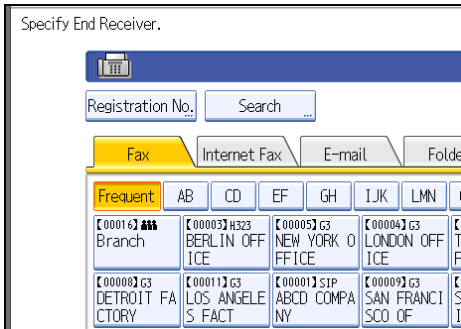 Specify End Receiver.
Registration No. Search
Fax Internet Fax E-mail Folde
Frequent AB CD EF GH IJK LMN
【00016】 【00003】H323 【00005】G3 【00004】G3
Branch BERLIN OFF NEW YORK O LONDON OFF
ICE FFICE ICE
【00008】G3 【00011】G3 【00001】SIP 【00009】G3
DETROIT FA LOS ANGELE ABCD COMPA SAN FRANCI
CTORY S FACT NY SCO OF